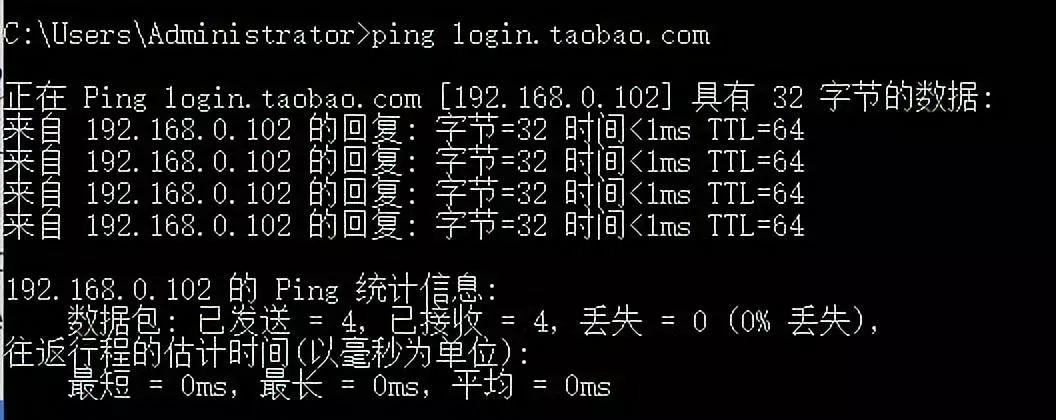 C:\Users\Administrator>ping login.taobao.com
正在 Ping login.taobao.com [192.168.0.102] 具有 32 字节的数据:
来自 192.168.0.102 的回复: 字节=32 时间<1ms TTL=64
来自 192.168.0.102 的回复: 字节=32 时间<1ms TTL=64
来自 192.168.0.102 的回复: 字节=32 时间<1ms TTL=64
来自 192.168.0.102 的回复: 字节=32 时间<1ms TTL=64
192.168.0.102 的 Ping 统计信息:
数据包: 已发送 = 4, 已接收 = 4, 丢失 = 0 (0% 丢失),
往返行程的估计时间(以毫秒为单位):
最短 = 0ms, 最长 = 0ms, 平均 = 0ms